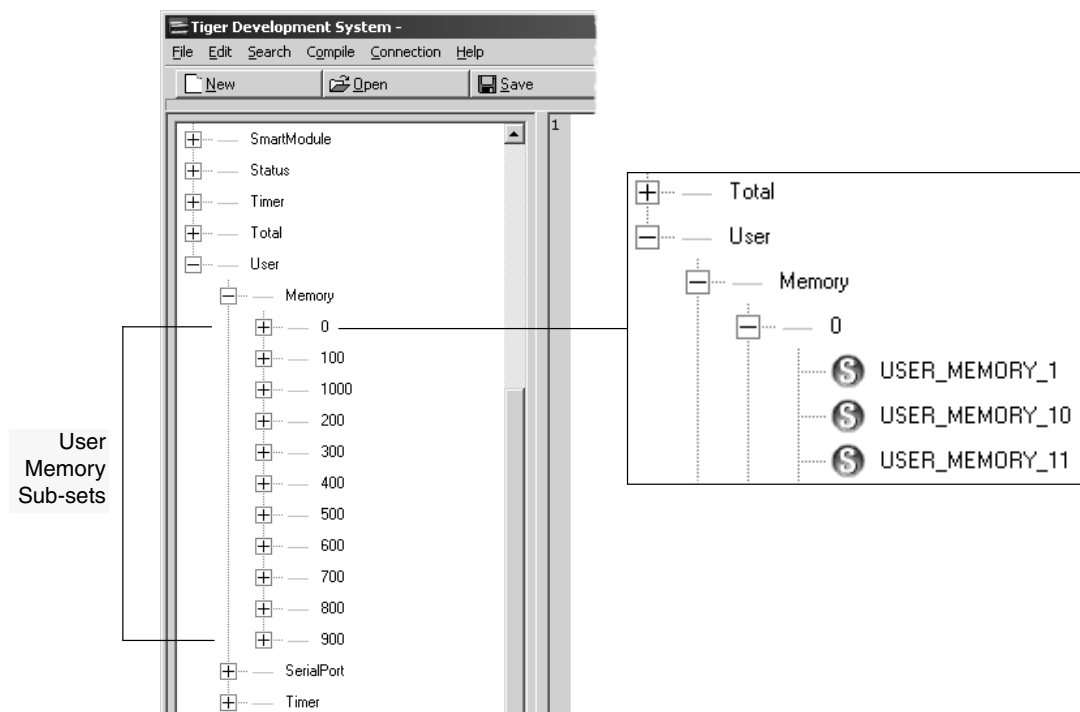 Tiger Development System -
File Edit Search Compile Connection Help
New Open Save
1
SmartModule
Status
Timer
Total
User
Memory
0
100
1000
200
300
400
500
600
700
800
900
SerialPort
Timer
User
Memory
Sub-sets
Total
User
Memory
0
S USER_MEMORY_1
S USER_MEMORY_10
S USER_MEMORY_11